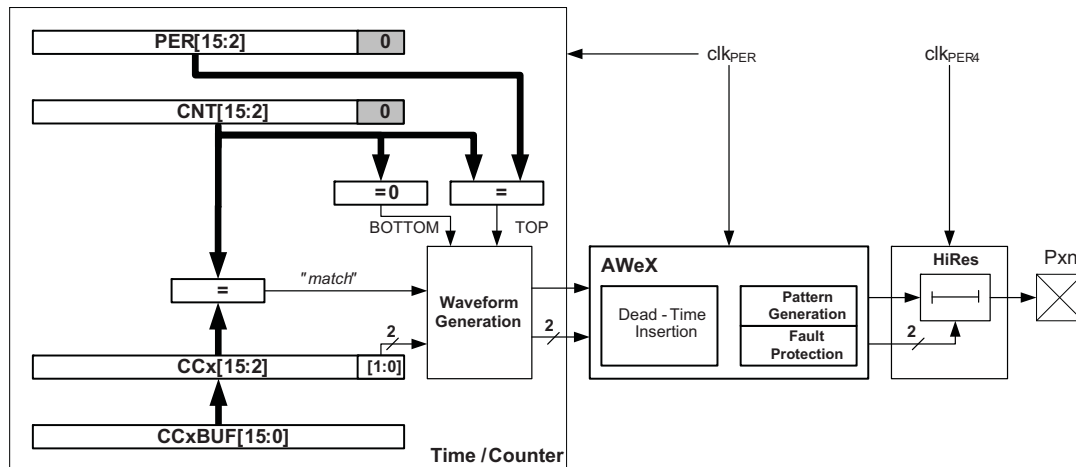 PER[15:2] 0
clkPER clkPER4
CNT[15:2] 0
=0 =
BOTTOM TOP
AWeX HiRes Pxn
"match"
=
Waveform
Generation
Dead - Time
Insertion
Pattern
Generation
Fault
Protection
2 2 2
CCx[15:2] [1:0]
CCxBUF[15:0]
Time / Counter